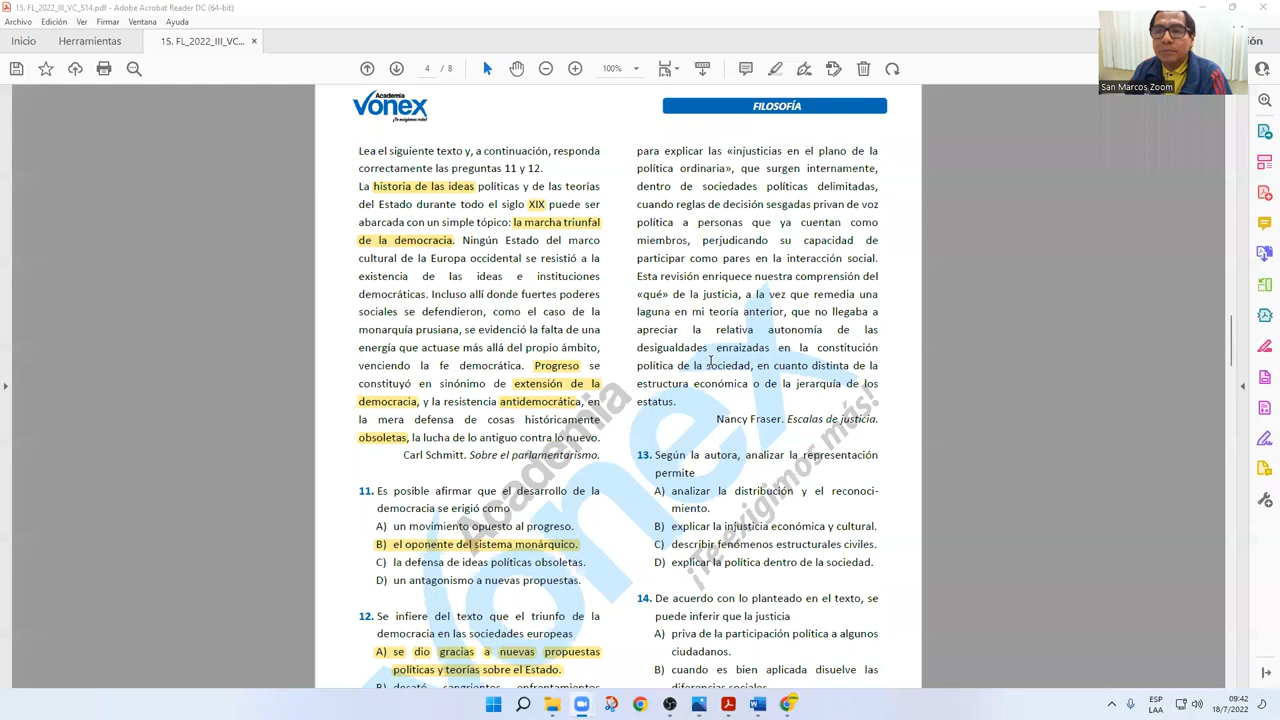 15. FL_2022_III_VC_S14.pdf - Adobe Acrobat Reader DC (64-bit)
Archivo Edición Ver Firmar Ventana Ayuda
Inicio Herramientas 15. FL_2022_III_VC... ×
4 / 8 100%
San Marcos Zoom
Academia
vonex
¡Te exigimos más!
FILOSOFÍA
Lea el siguiente texto y, a continuación, responda
correctamente las preguntas 11 y 12.
La historia de las ideas políticas y de las teorías
del Estado durante todo el siglo XIX puede ser
abarcada con un simple tópico: la marcha triunfal
de la democracia. Ningún Estado del marco
cultural de la Europa occidental se resistió a la
existencia de las ideas e instituciones
democráticas. Incluso allí donde fuertes poderes
sociales se defendieron, como el caso de la
monarquía prusiana, se evidenció la falta de una
energía que actuase más allá del propio ámbito,
venciendo la fe democrática. Progreso se
constituyó en sinónimo de extensión de la
democracia, y la resistencia antidemocrática, en
la mera defensa de cosas históricamente
obsoletas, la lucha de lo antiguo contra lo nuevo.
Carl Schmitt. Sobre el parlamentarismo.
11. Es posible afirmar que el desarrollo de la
democracia se erigió como
A) un movimiento opuesto al progreso.
B) el oponente del sistema monárquico.
C) la defensa de ideas políticas obsoletas.
D) un antagonismo a nuevas propuestas.
12. Se infiere del texto que el triunfo de la
democracia en las sociedades europeas
A) se dio gracias a nuevas propuestas
políticas y teorías sobre el Estado.
B) desató sangrientos enfrentamientos
para explicar las «injusticias en el plano de la
política ordinaria», que surgen internamente,
dentro de sociedades políticas delimitadas,
cuando reglas de decisión sesgadas privan de voz
política a personas que ya cuentan como
miembros, perjudicando su capacidad de
participar como pares en la interacción social.
Esta revisión enriquece nuestra comprensión del
«qué» de la justicia, a la vez que remedia una
laguna en mi teoría anterior, que no llegaba a
apreciar la relativa autonomía de las
desigualdades enraizadas en la constitución
política de la sociedad, en cuanto distinta de la
estructura económica o de la jerarquía de los
estatus.
Nancy Fraser. Escalas de justicia.
13. Según la autora, analizar la representación
permite
A) analizar la distribución y el reconoci-
miento.
B) explicar la injusticia económica y cultural.
C) describir fenómenos estructurales civiles.
D) explicar la política dentro de la sociedad.
14. De acuerdo con lo planteado en el texto, se
puede inferir que la justicia
A) priva de la participación política a algunos
ciudadanos.
B) cuando es bien aplicada disuelve las
diferencias sociales.
Academia
vonex
¡Te exigimos más!
ESP
LAA
09:42
18/7/2022